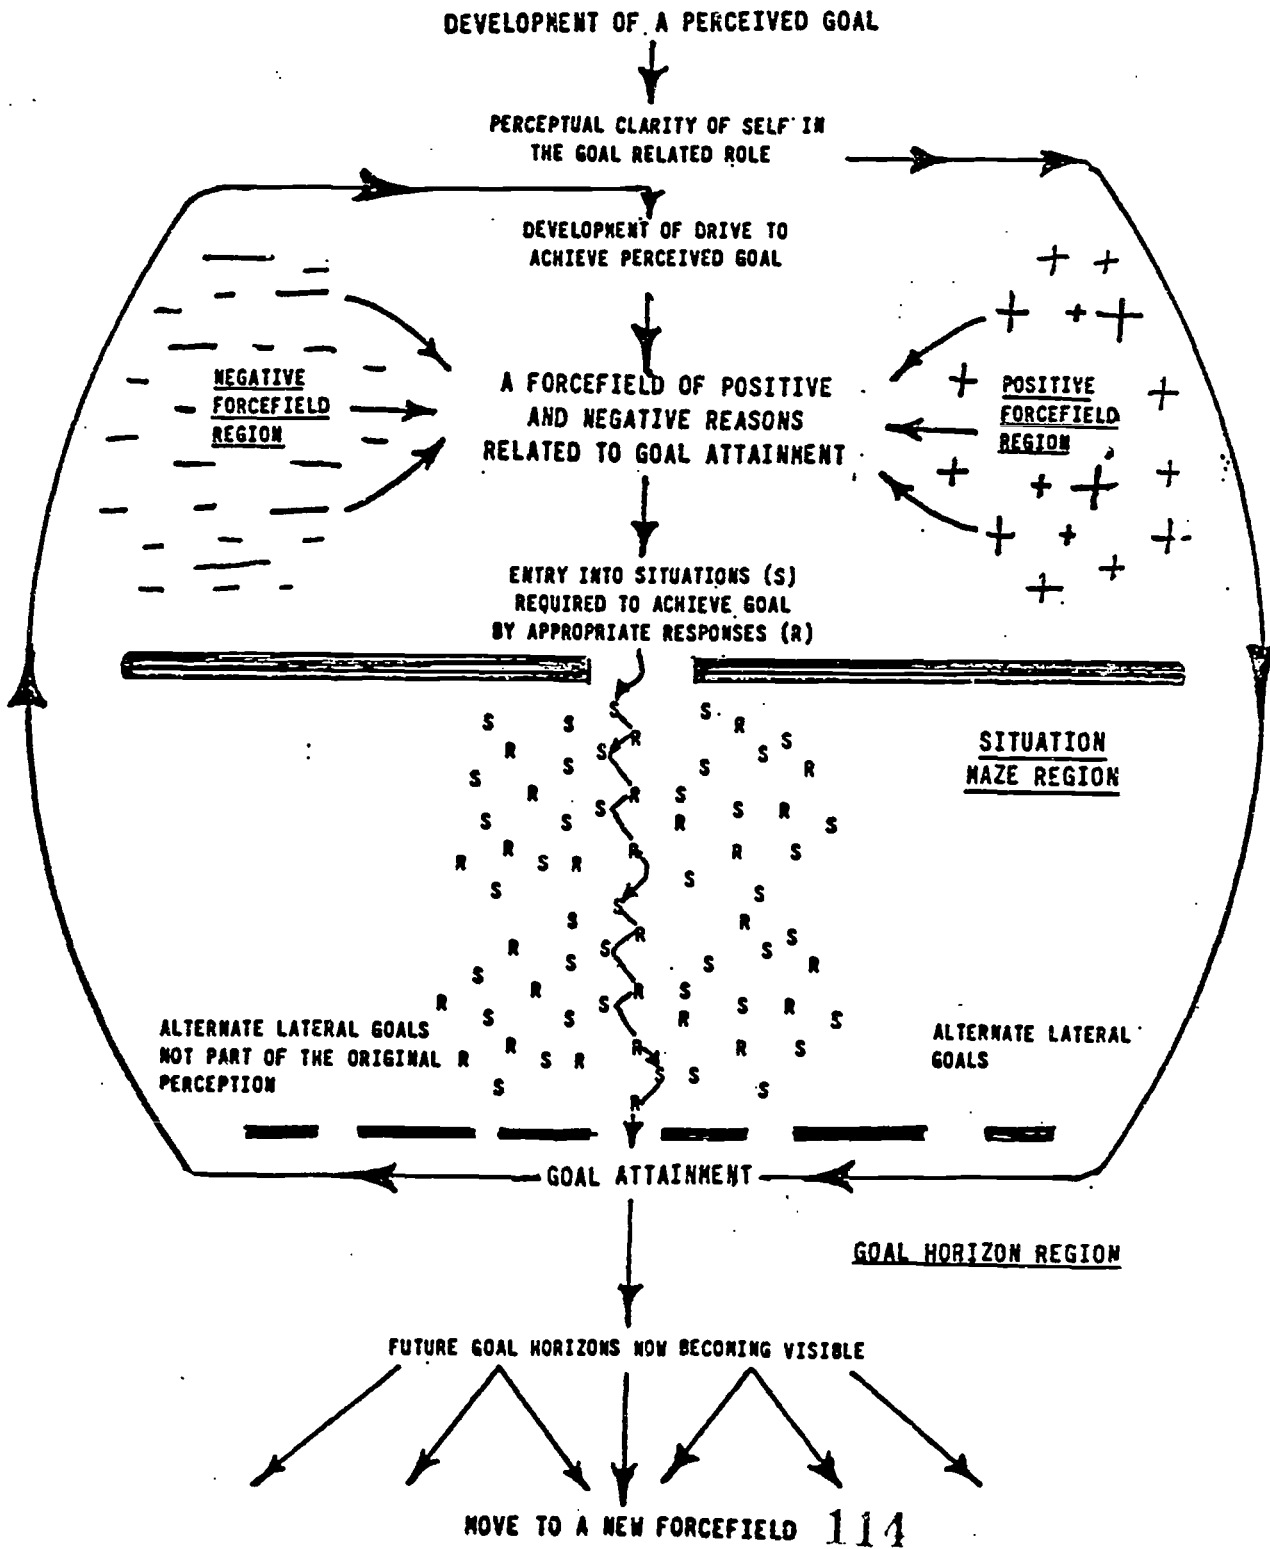 DEVELOPMENT OF A PERCEIVED GOAL
PERCEPTUAL CLARITY OF SELF IN
THE GOAL RELATED ROLE
DEVELOPMENT OF DRIVE TO
ACHIEVE PERCEIVED GOAL
NEGATIVE
FORCEFIELD
REGION
A FORCEFIELD OF POSITIVE
AND NEGATIVE REASONS
RELATED TO GOAL ATTAINMENT
POSITIVE
FORCEFIELD
REGION
ENTRY INTO SITUATIONS (S)
REQUIRED TO ACHIEVE GOAL
BY APPROPRIATE RESPONSES (R)
SITUATION
MAZE REGION
S S S S R
R S R S S
S S S R
R S R S S R
S S R S
R R R S
R S R
S S S
S S R
R S R S S
S S S R
R R S R S S R
S S R S
R R R S
R S R
S S S S
R
ALTERNATE LATERAL GOALS
NOT PART OF THE ORIGINAL
PERCEPTION
ALTERNATE LATERAL
GOALS
GOAL ATTAINMENT
GOAL HORIZON REGION
FUTURE GOAL HORIZONS NOW BECOMING VISIBLE
MOVE TO A NEW FORCEFIELD
114